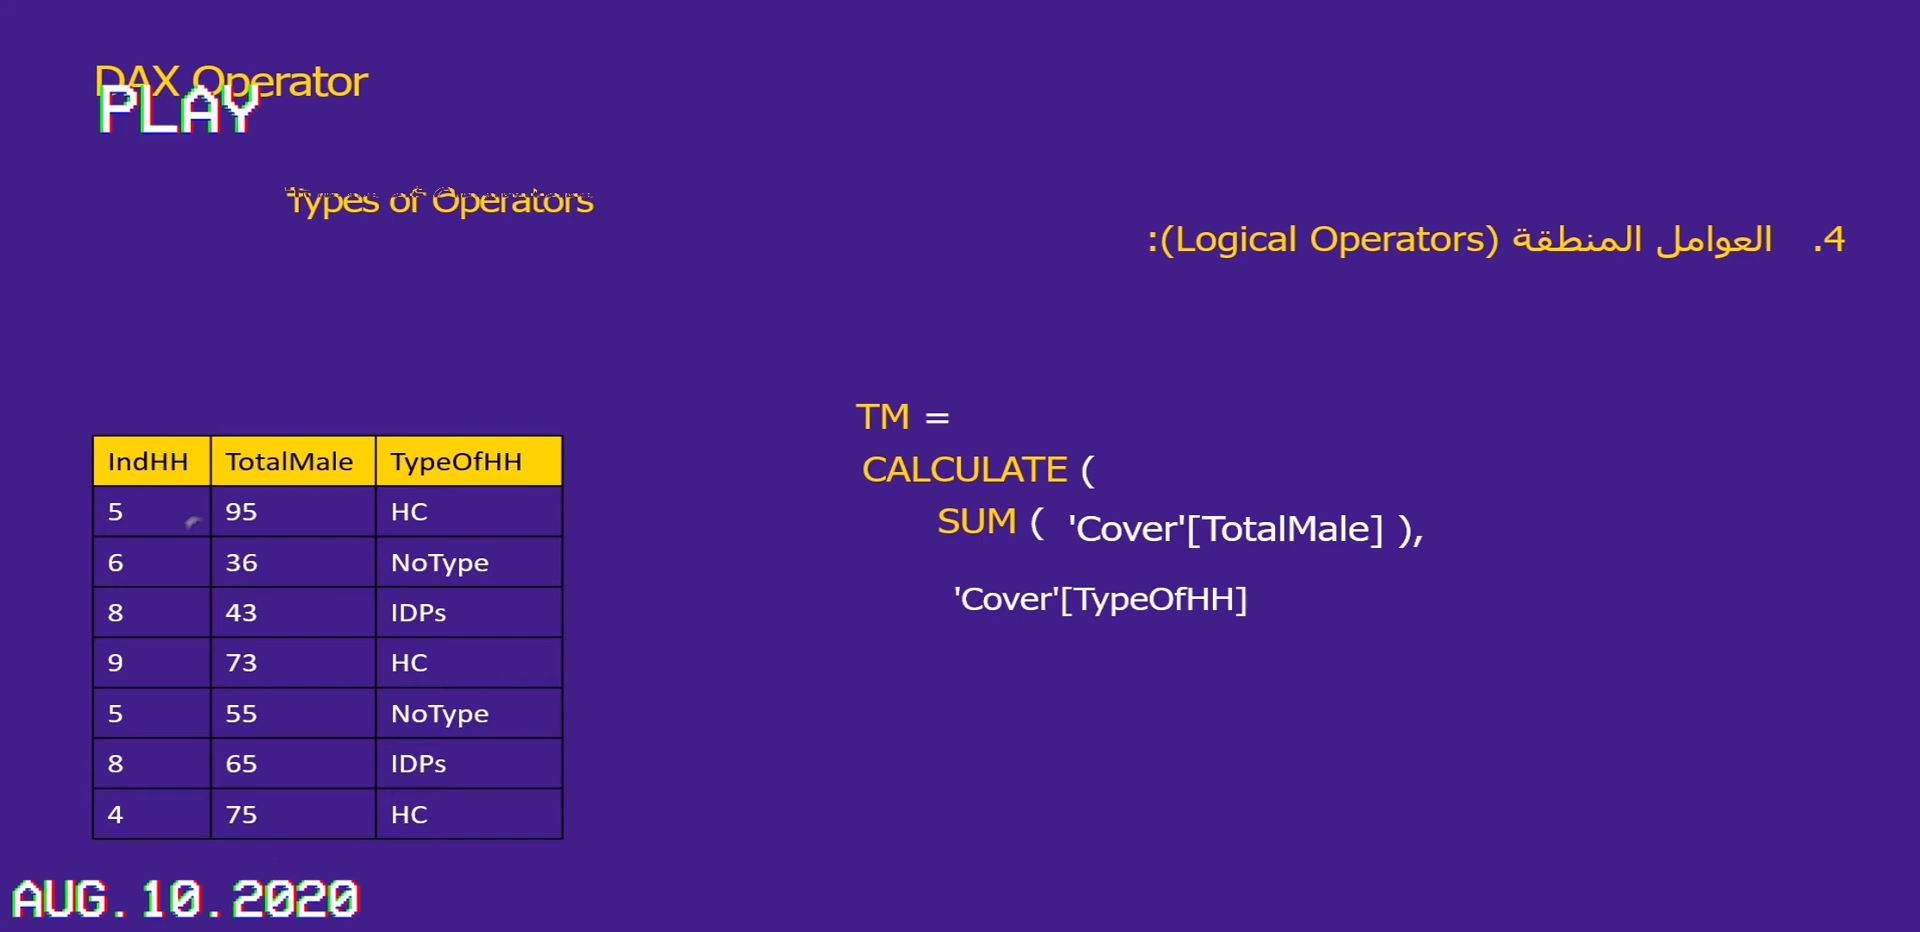 DAX Operator
PLAY
Types of Operators
4. العوامل المنطقة (Logical Operators):
TM =
CALCULATE (
SUM ( 'Cover'[TotalMale] ),
'Cover'[TypeOfHH]
IndHH TotalMale TypeOfHH
5 95 HC
6 36 NoType
8 43 IDPs
9 73 HC
5 55 NoType
8 65 IDPs
4 75 HC
AUG.10.2020